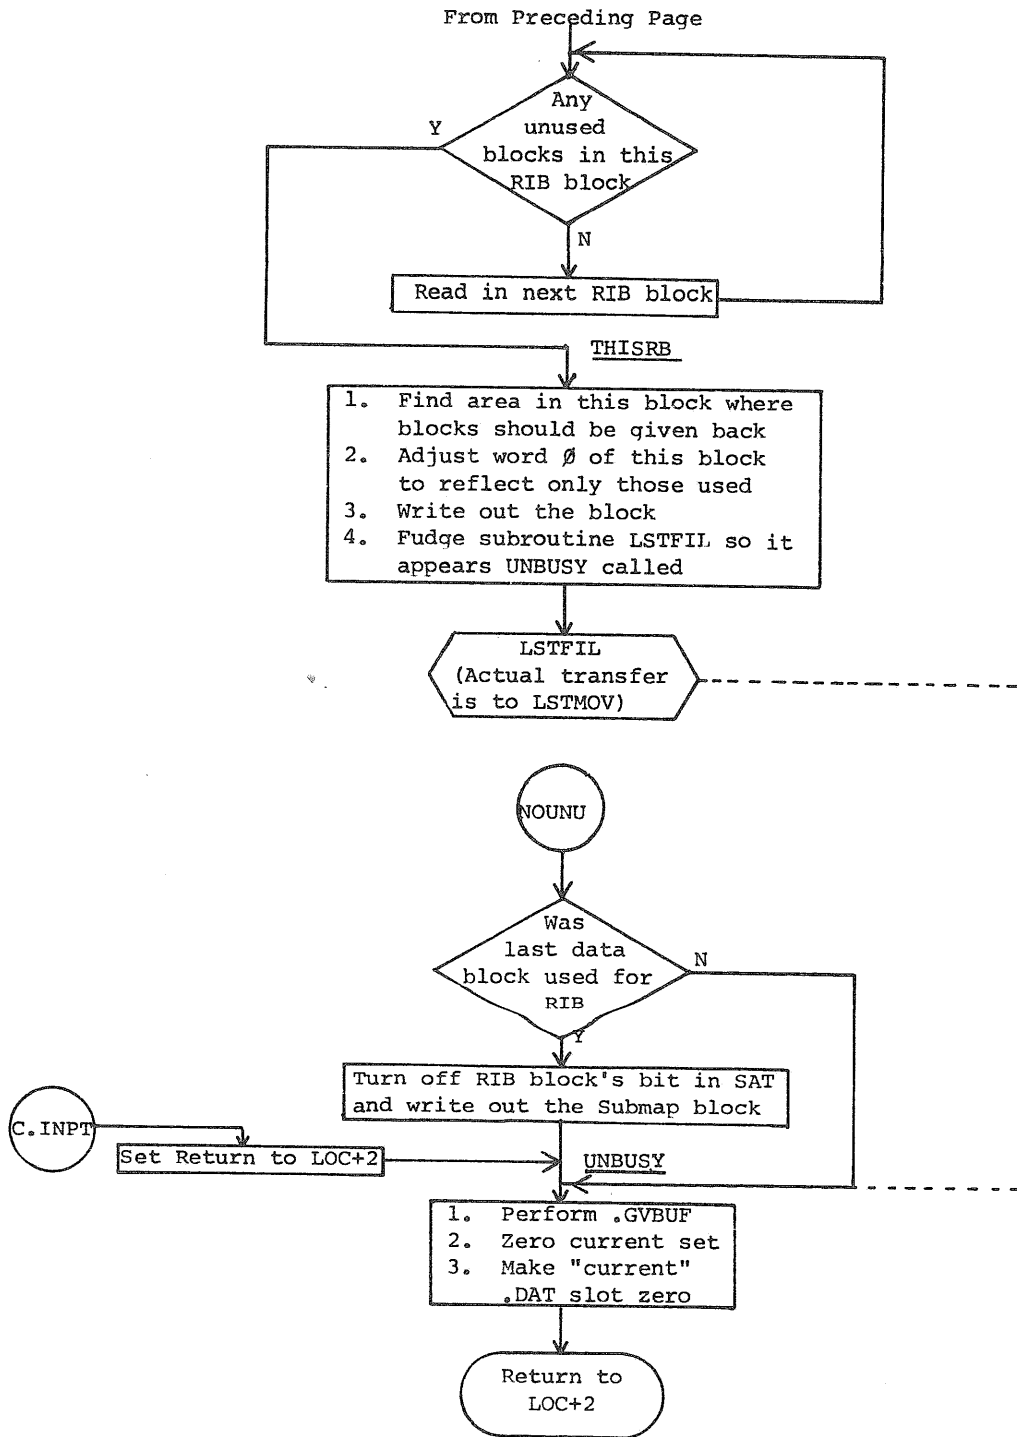 From Preceding Page
Any
unused
blocks in this
RIB block
Y
N
Read in next RIB block
THISRB
1. Find area in this block where
blocks should be given back
2. Adjust word Ø of this block
to reflect only those used
3. Write out the block
4. Fudge subroutine LSTFIL so it
appears UNBUSY called
LSTFIL
(Actual transfer
is to LSTMOV)
NOUNU
Was
last data
block used for
RIB
N
Y
Turn off RIB block's bit in SAT
and write out the Submap block
C.INPT
Set Return to LOC+2
UNBUSY
1. Perform .GVBUF
2. Zero current set
3. Make "current"
.DAT slot zero
Return to
LOC+2